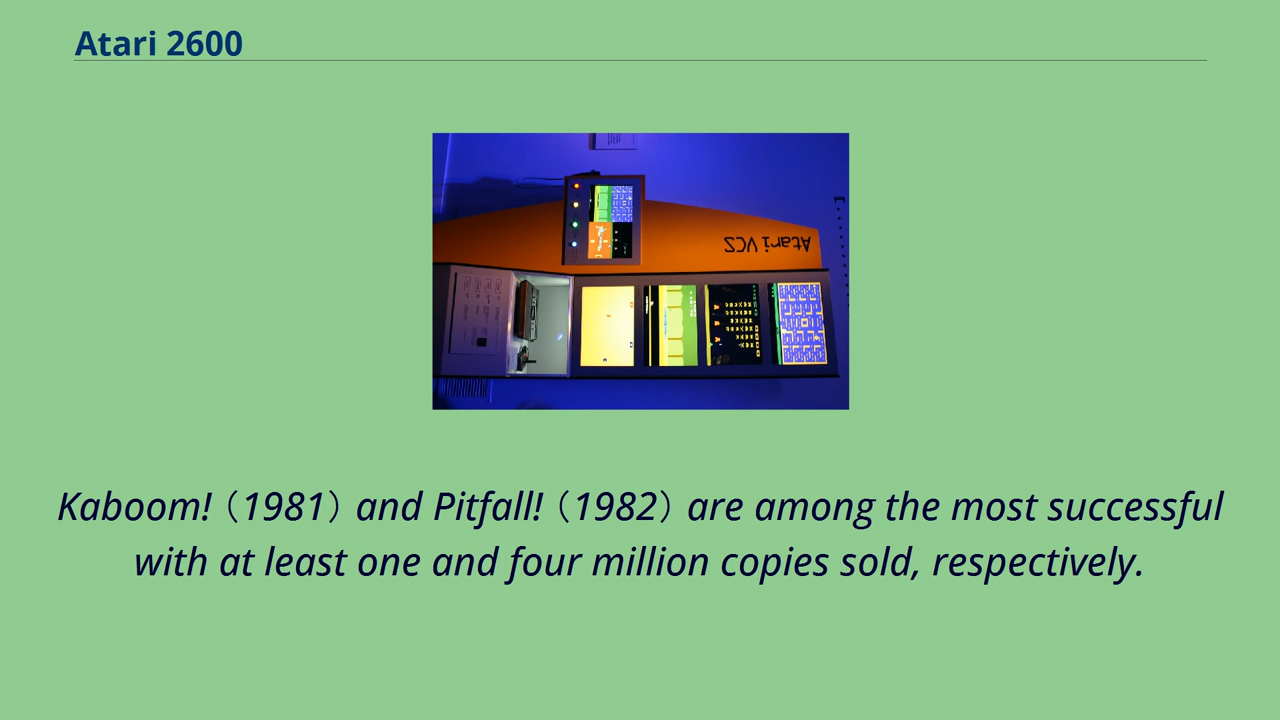 Atari 2600
Atari VCS
Kaboom!（1981）and Pitfall!（1982）are among the most successful
with at least one and four million copies sold, respectively.